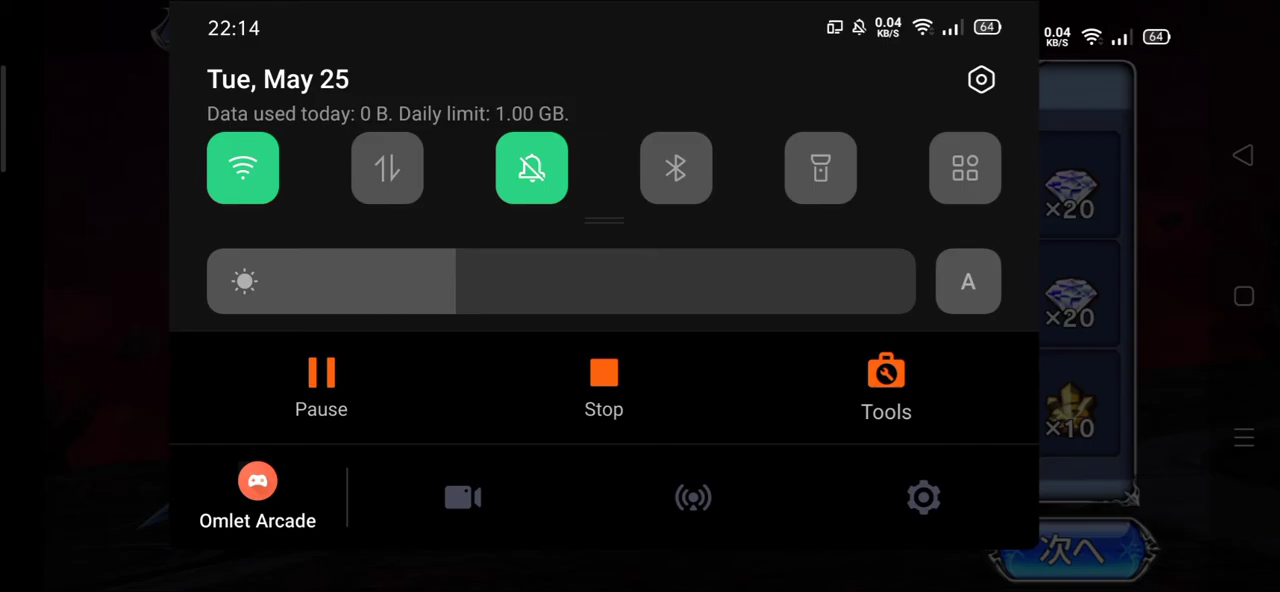 22:14
0.04
KB/S
64
0.04
KB/S
64
Tue, May 25
Data used today: 0 B. Daily limit: 1.00 GB.
A
×20
×20
×10
Pause
Stop
Tools
Omlet Arcade
次へ